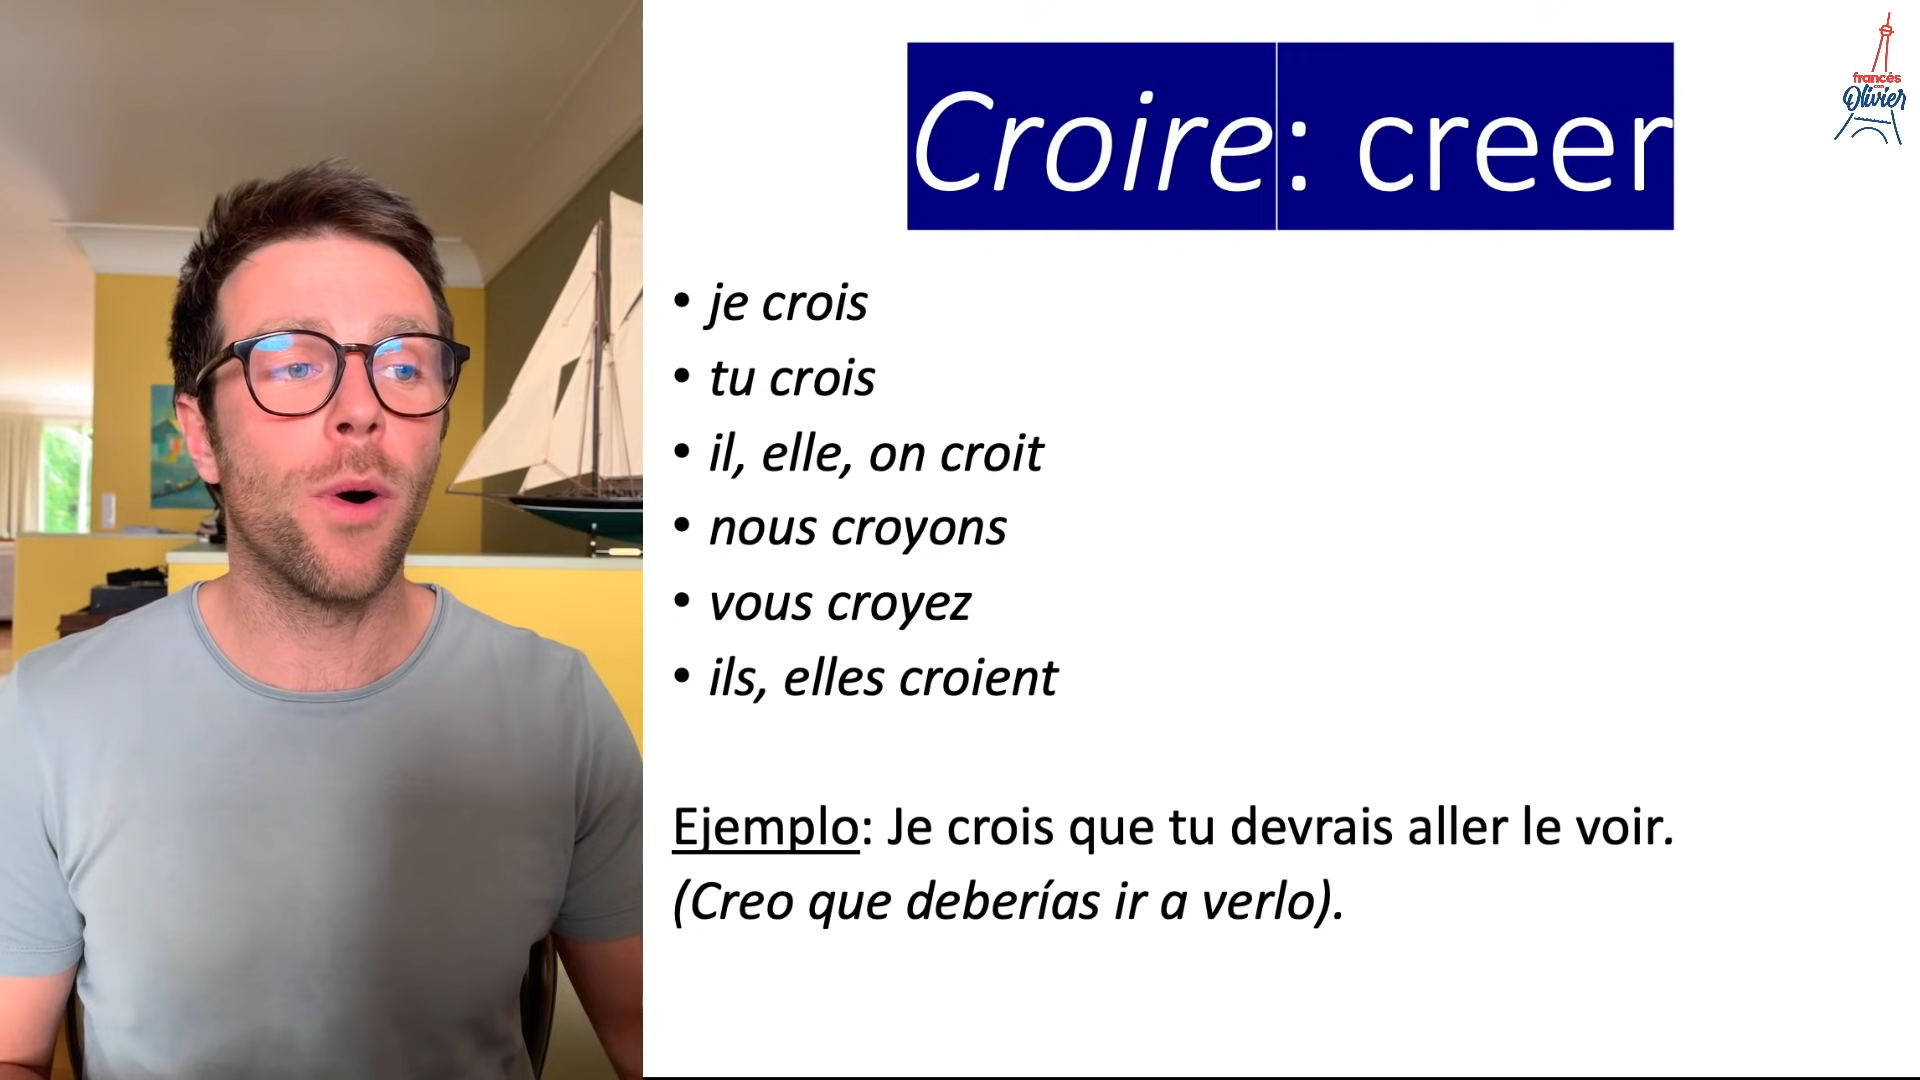 Croire: creer
francés
con
Olivier
• je crois
• tu crois
• il, elle, on croit
• nous croyons
• vous croyez
• ils, elles croient
Ejemplo: Je crois que tu devrais aller le voir.
(Creo que deberías ir a verlo).